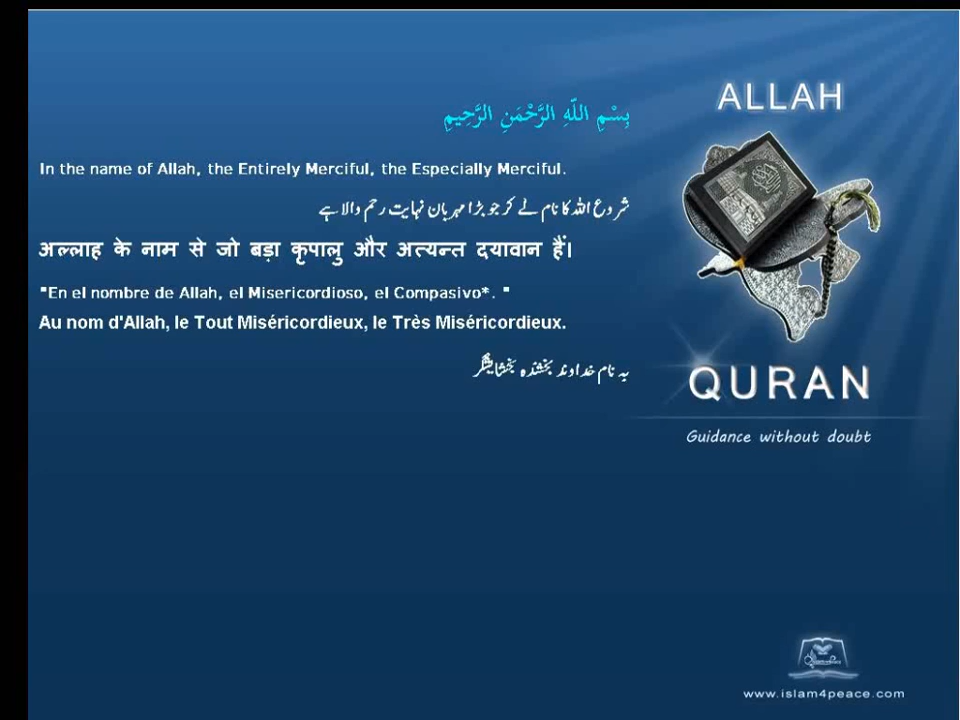 بِسْمِ اللَّهِ الرَّحْمَنِ الرَّحِيمِ
In the name of Allah, the Entirely Merciful, the Especially Merciful.
شروع اللہ کا نام لے کر جو بڑا مہربان نہایت رحم والا ہے
अल्लाह के नाम से जो बड़ा कृपालु और अत्यन्त दयावान हैं।
"En el nombre de Allah, el Misericordioso, el Compasivo*. "
Au nom d'Allah, le Tout Miséricordieux, le Très Miséricordieux.
به نام خداوند بخشنده بخشایشگر
ALLAH
QURAN
Guidance without doubt
www.islam4peace.com